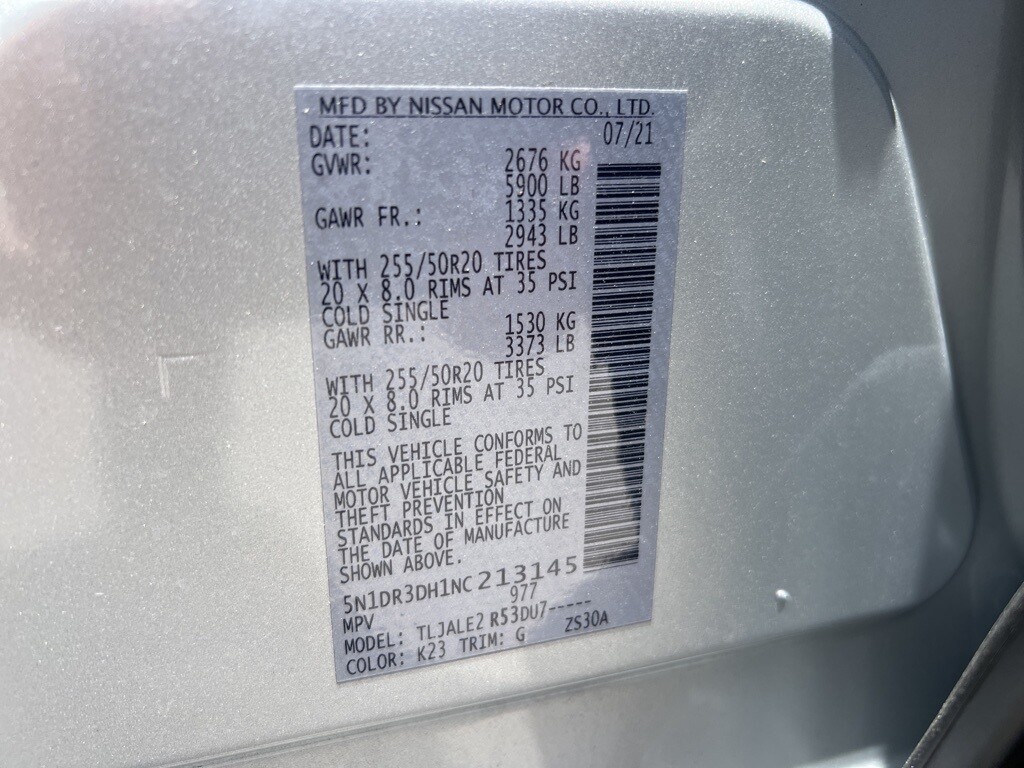 MFD BY NISSAN MOTOR CO., LTD.
DATE: 07/21
GVWR: 2676 KG
5900 LB
GAWR FR.: 1335 KG
2943 LB
WITH 255/50R20 TIRES
20 X 8.0 RIMS AT 35 PSI
COLD SINGLE
GAWR RR.: 1530 KG
3373 LB
WITH 255/50R20 TIRES
20 X 8.0 RIMS AT 35 PSI
COLD SINGLE
THIS VEHICLE CONFORMS TO
ALL APPLICABLE FEDERAL
MOTOR VEHICLE SAFETY AND
THEFT PREVENTION
STANDARDS IN EFFECT ON
THE DATE OF MANUFACTURE
SHOWN ABOVE.
5N1DR3DH1NC213145
MPV 977
MODEL: TLJALE2 R53DU7-----
COLOR: K23 TRIM: G ZS30A